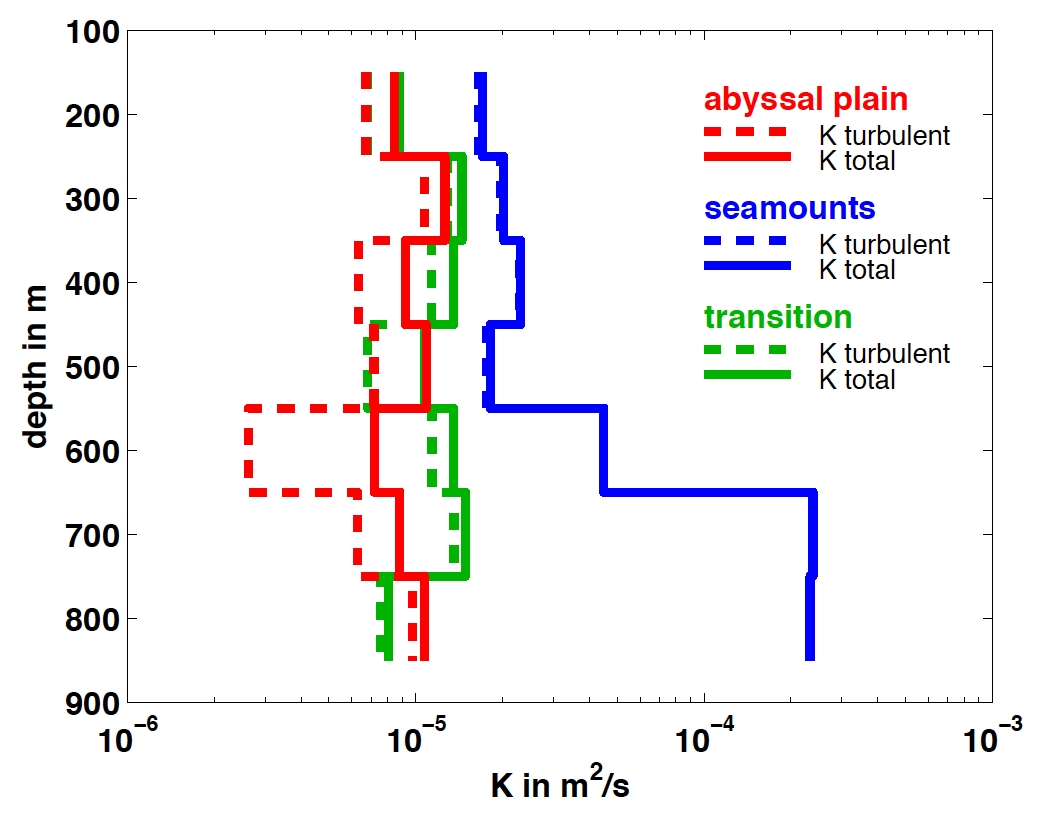 100
200
300
400
500
600
700
800
900
depth in m
10−6
10−5
10−4
10−3
K in m2/s
abyssal plain
K turbulent
K total
seamounts
K turbulent
K total
transition
K turbulent
K total